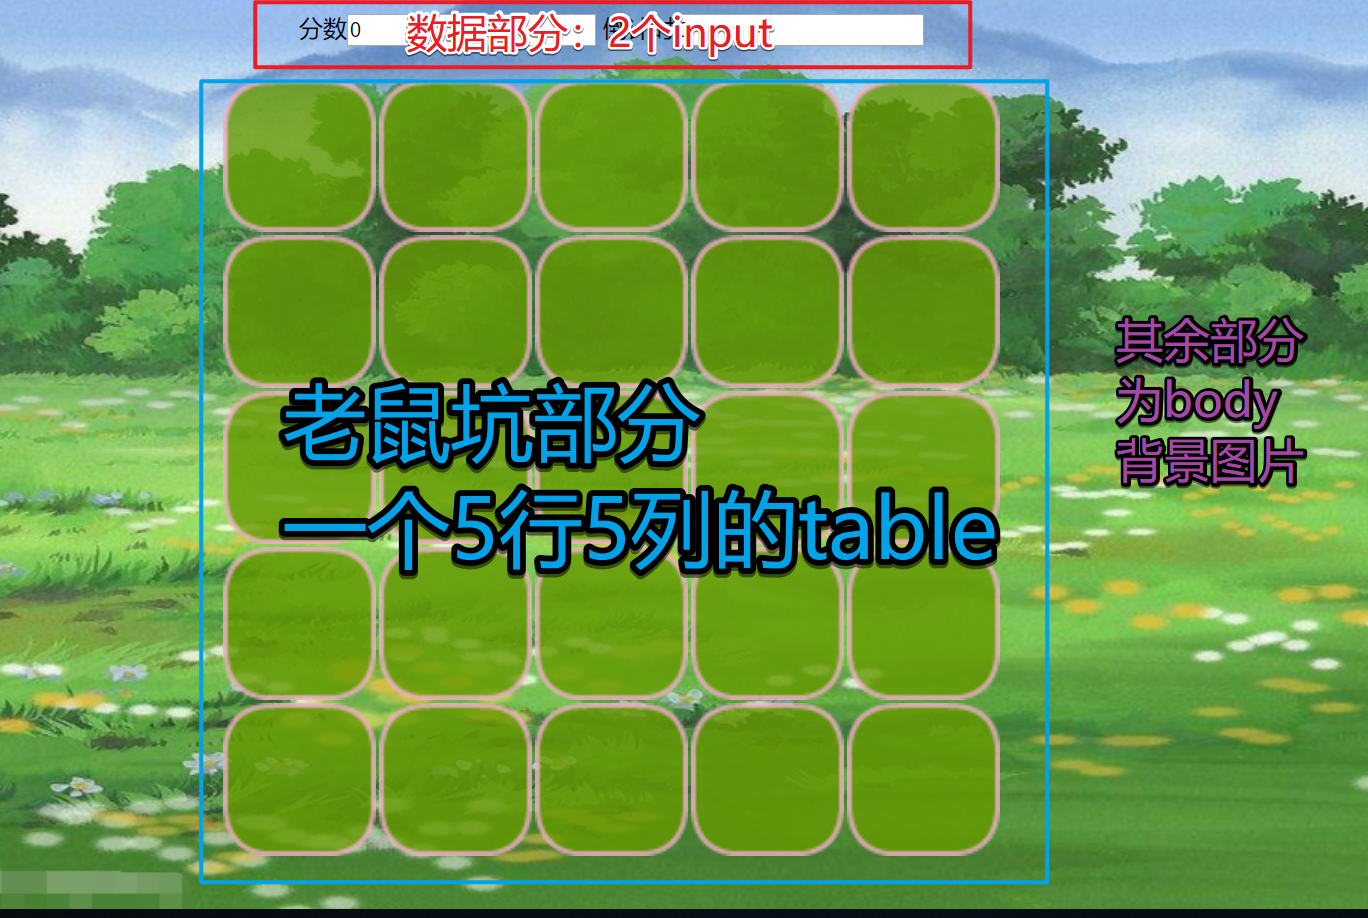 分数0
数据部分：2个input
老鼠坑部分
一个5行5列的table
其余部分
为body
背景图片